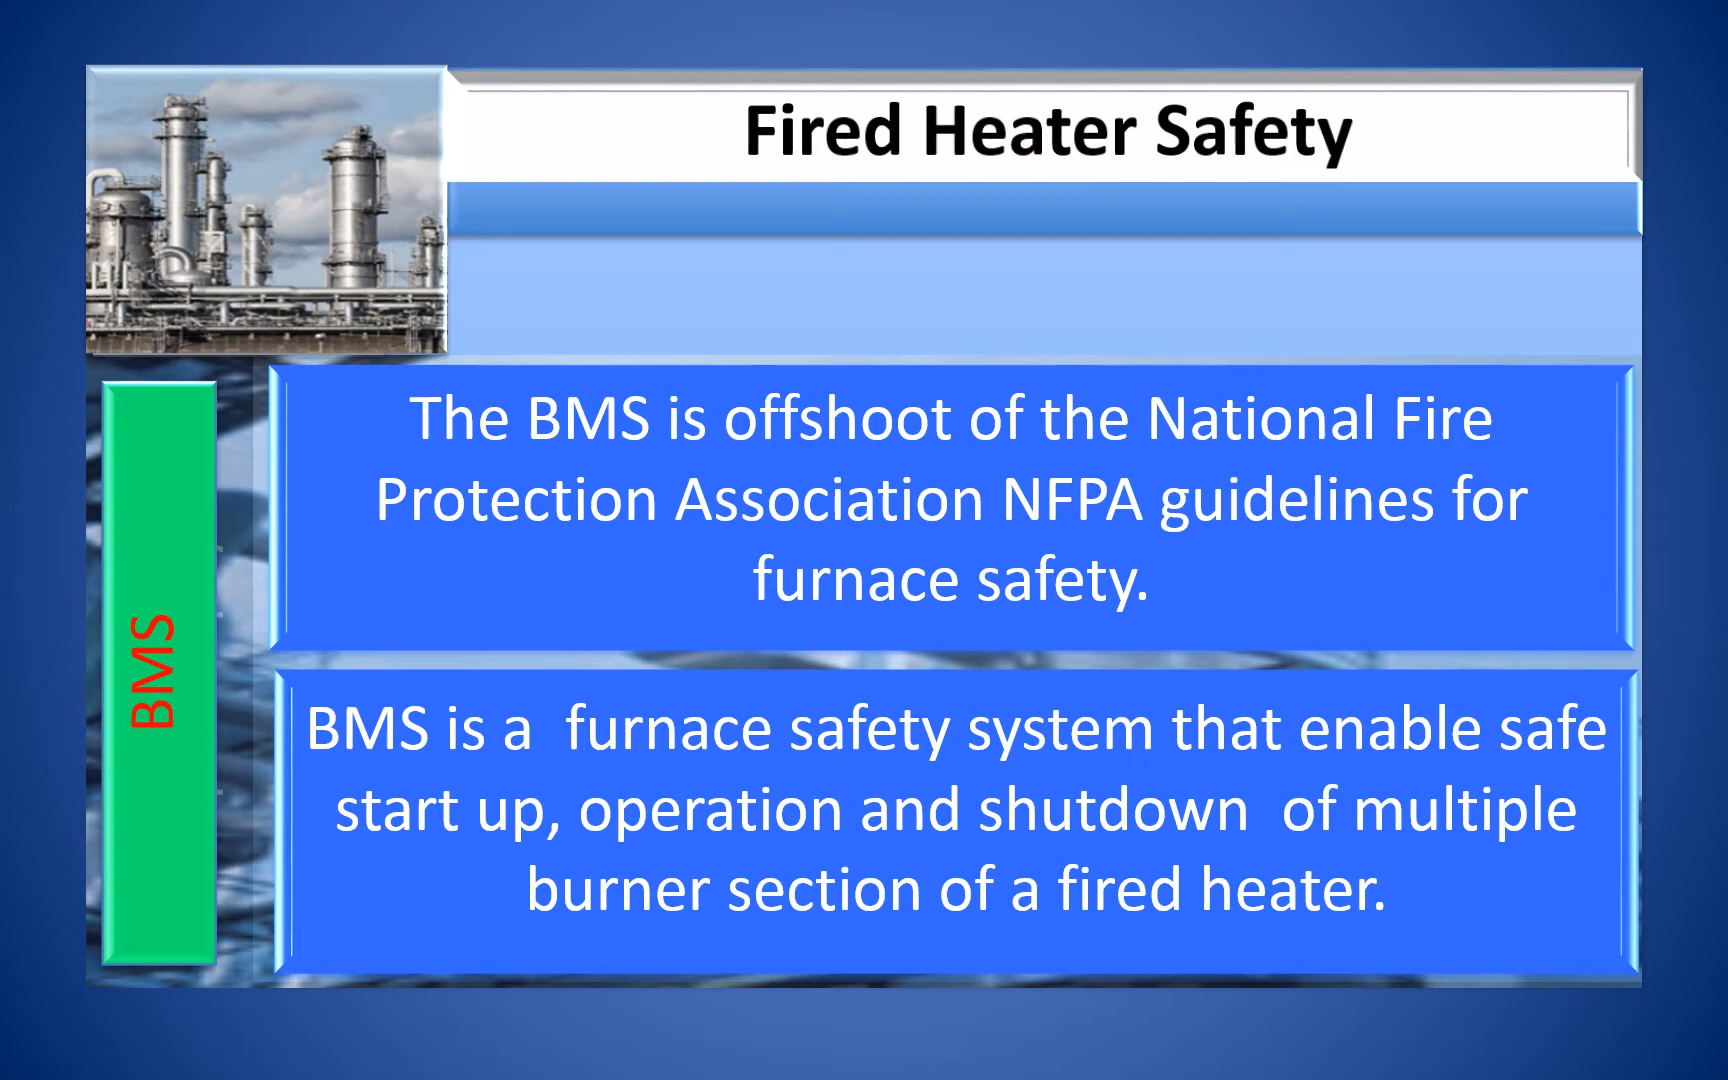 Fired Heater Safety
BMS
The BMS is offshoot of the National Fire
Protection Association NFPA guidelines for
furnace safety.
BMS is a  furnace safety system that enable safe
start up, operation and shutdown  of multiple
burner section of a fired heater.